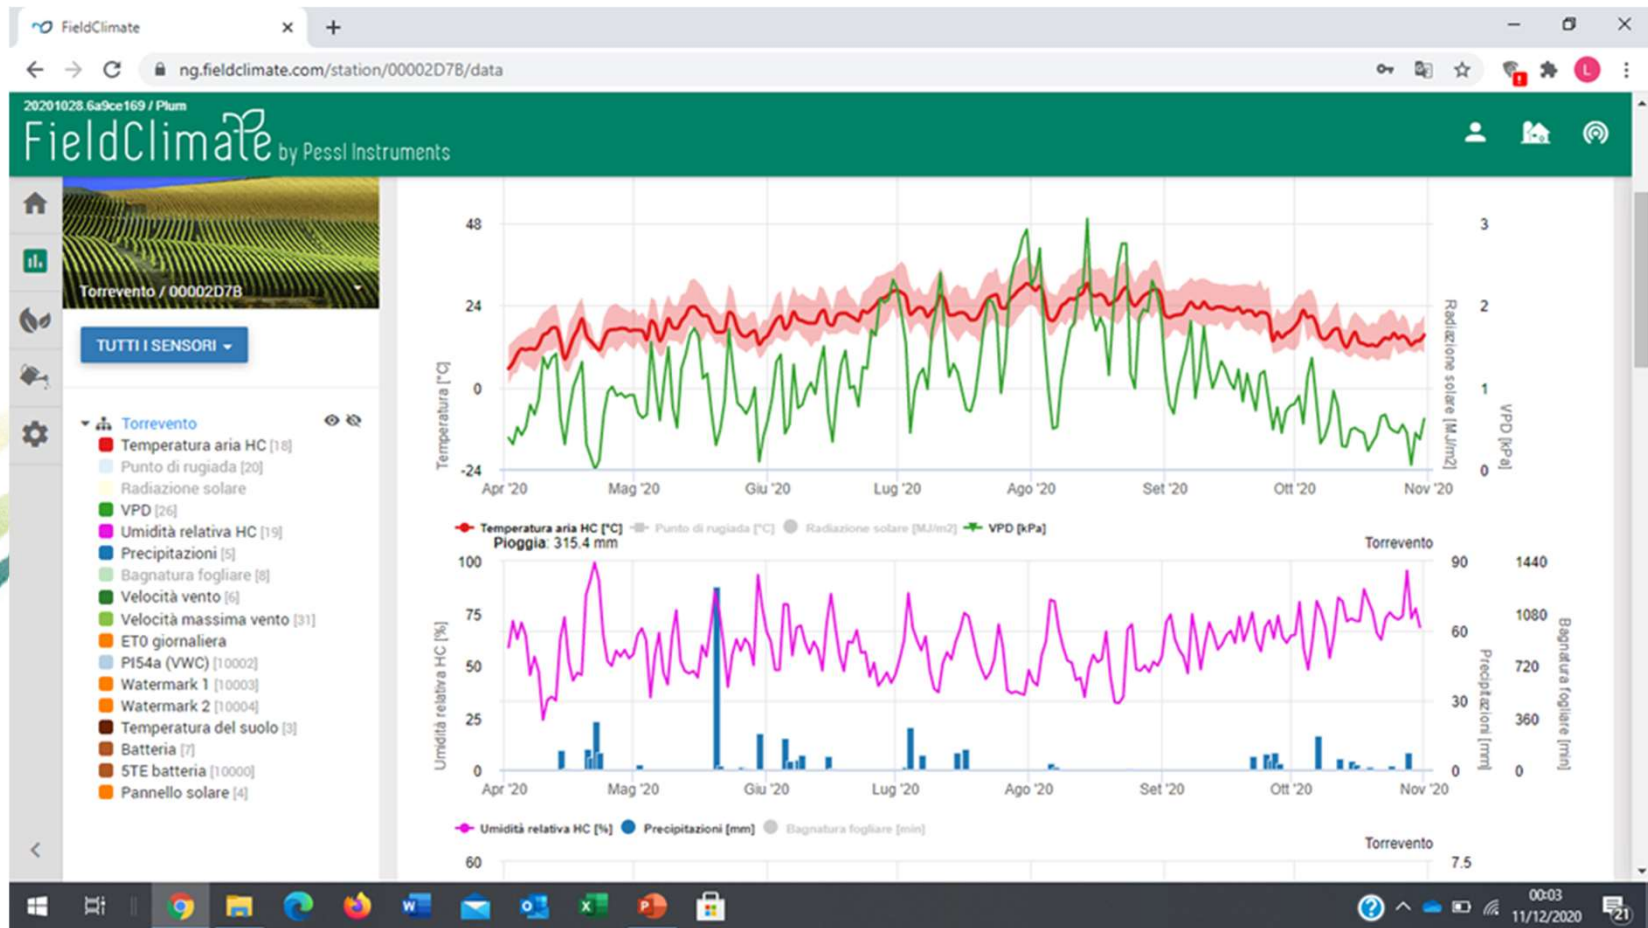 FieldClimate
ng.fieldclimate.com/station/00002D7B/data
L
20201028.6a9ce169 / Plum
FieldClimate by Pessl Instruments
Torrevento / 00002D7B
TUTTI I SENSORI
Torrevento
Temperatura aria HC [18]
Punto di rugiada [20]
Radiazione solare
VPD [26]
Umidità relativa HC [19]
Precipitazioni [5]
Bagnatura fogliare [8]
Velocità vento [6]
Velocità massima vento [31]
ET0 giornaliera
PI54a (VWC) [10002]
Watermark 1 [10003]
Watermark 2 [10004]
Temperatura del suolo [3]
Batteria [7]
5TE batteria [10000]
Pannello solare [4]
48
24
0
-24
Temperatura [°C]
3
2
1
0
Radiazione solare [MJ/m2]
VPD [kPa]
Apr '20 Mag '20 Giu '20 Lug '20 Ago '20 Set '20 Ott '20 Nov '20
Temperatura aria HC [°C] Punto di rugiada [°C] Radiazione solare [MJ/m2] VPD [kPa]
Pioggia: 315.4 mm
Torrevento
100
75
50
25
0
Umidità relativa HC [%]
90
60
30
0
Precipitazioni [mm]
1440
1080
720
360
0
Bagnatura fogliare [min]
Apr '20 Mag '20 Giu '20 Lug '20 Ago '20 Set '20 Ott '20 Nov '20
Umidità relativa HC [%] Precipitazioni [mm] Bagnatura fogliare [min]
Torrevento
60
7.5
00:03
11/12/2020
21